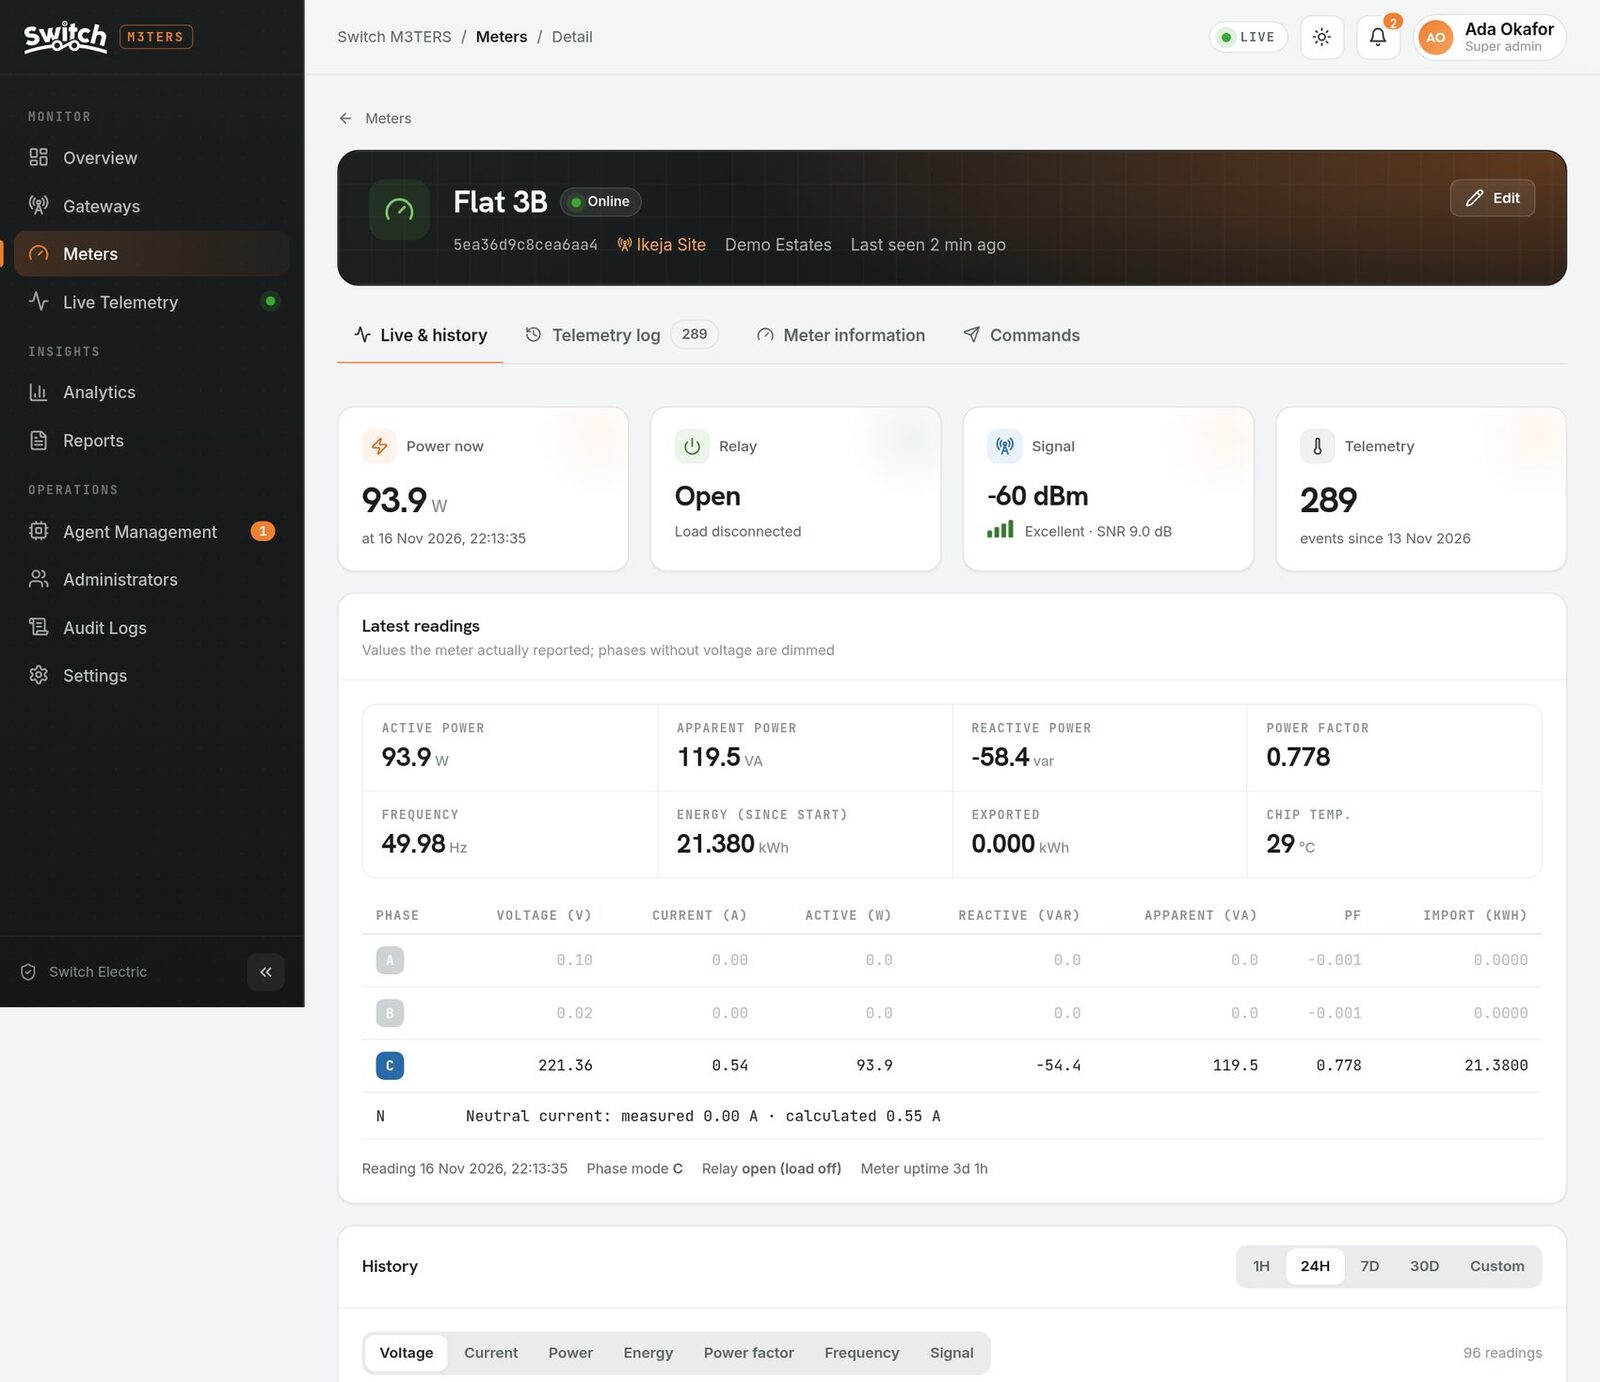 Switch M3TERS
Switch M3TERS / Meters / Detail
LIVE
2
AO
Ada Okafor
Super admin
MONITOR
Overview
Gateways
Meters
Live Telemetry
INSIGHTS
Analytics
Reports
OPERATIONS
Agent Management 1
Administrators
Audit Logs
Settings
Switch Electric
Meters
Flat 3B Online
Edit
5ea36d9c8cea6aa4 Ikeja Site Demo Estates Last seen 2 min ago
Live & history Telemetry log 289 Meter information Commands
Power now
93.9 W
at 16 Nov 2026, 22:13:35
Relay
Open
Load disconnected
Signal
-60 dBm
Excellent · SNR 9.0 dB
Telemetry
289
events since 13 Nov 2026
Latest readings
Values the meter actually reported; phases without voltage are dimmed
ACTIVE POWER
93.9 W
APPARENT POWER
119.5 VA
REACTIVE POWER
-58.4 var
POWER FACTOR
0.778
FREQUENCY
49.98 Hz
ENERGY (SINCE START)
21.380 kWh
EXPORTED
0.000 kWh
CHIP TEMP.
29 °C
PHASE VOLTAGE (V) CURRENT (A) ACTIVE (W) REACTIVE (VAR) APPARENT (VA) PF IMPORT (KWH)
A 0.10 0.00 0.0 0.0 0.0 -0.001 0.0000
B 0.02 0.00 0.0 0.0 0.0 -0.001 0.0000
C 221.36 0.54 93.9 -54.4 119.5 0.778 21.3800
N Neutral current: measured 0.00 A · calculated 0.55 A
Reading 16 Nov 2026, 22:13:35 Phase mode C Relay open (load off) Meter uptime 3d 1h
History
1H 24H 7D 30D Custom
Voltage Current Power Energy Power factor Frequency Signal
96 readings